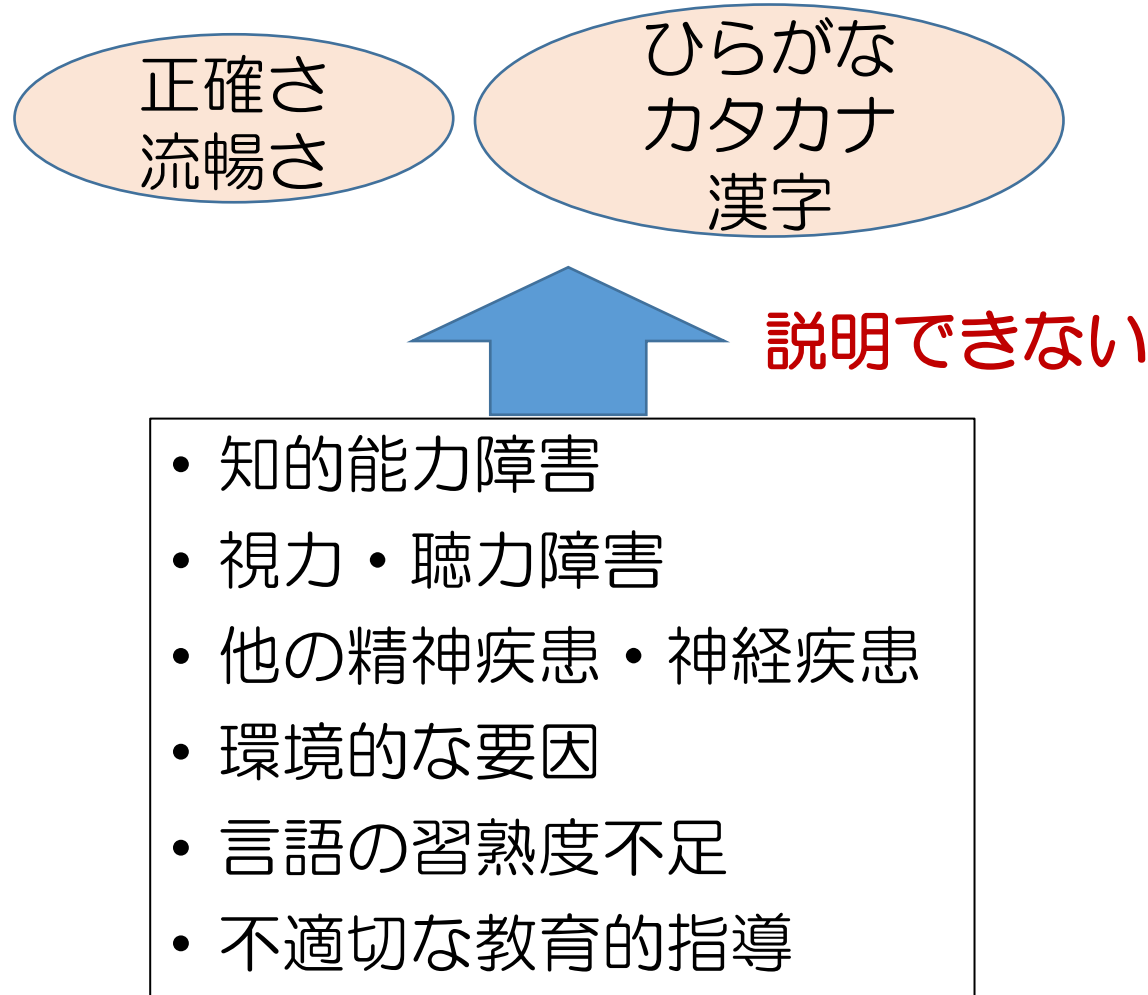 正確さ
流暢さ
ひらがな
カタカナ
漢字
説明できない
• 知的能力障害
• 視力・聴力障害
• 他の精神疾患・神経疾患
• 環境的な要因
• 言語の習熟度不足
• 不適切な教育的指導